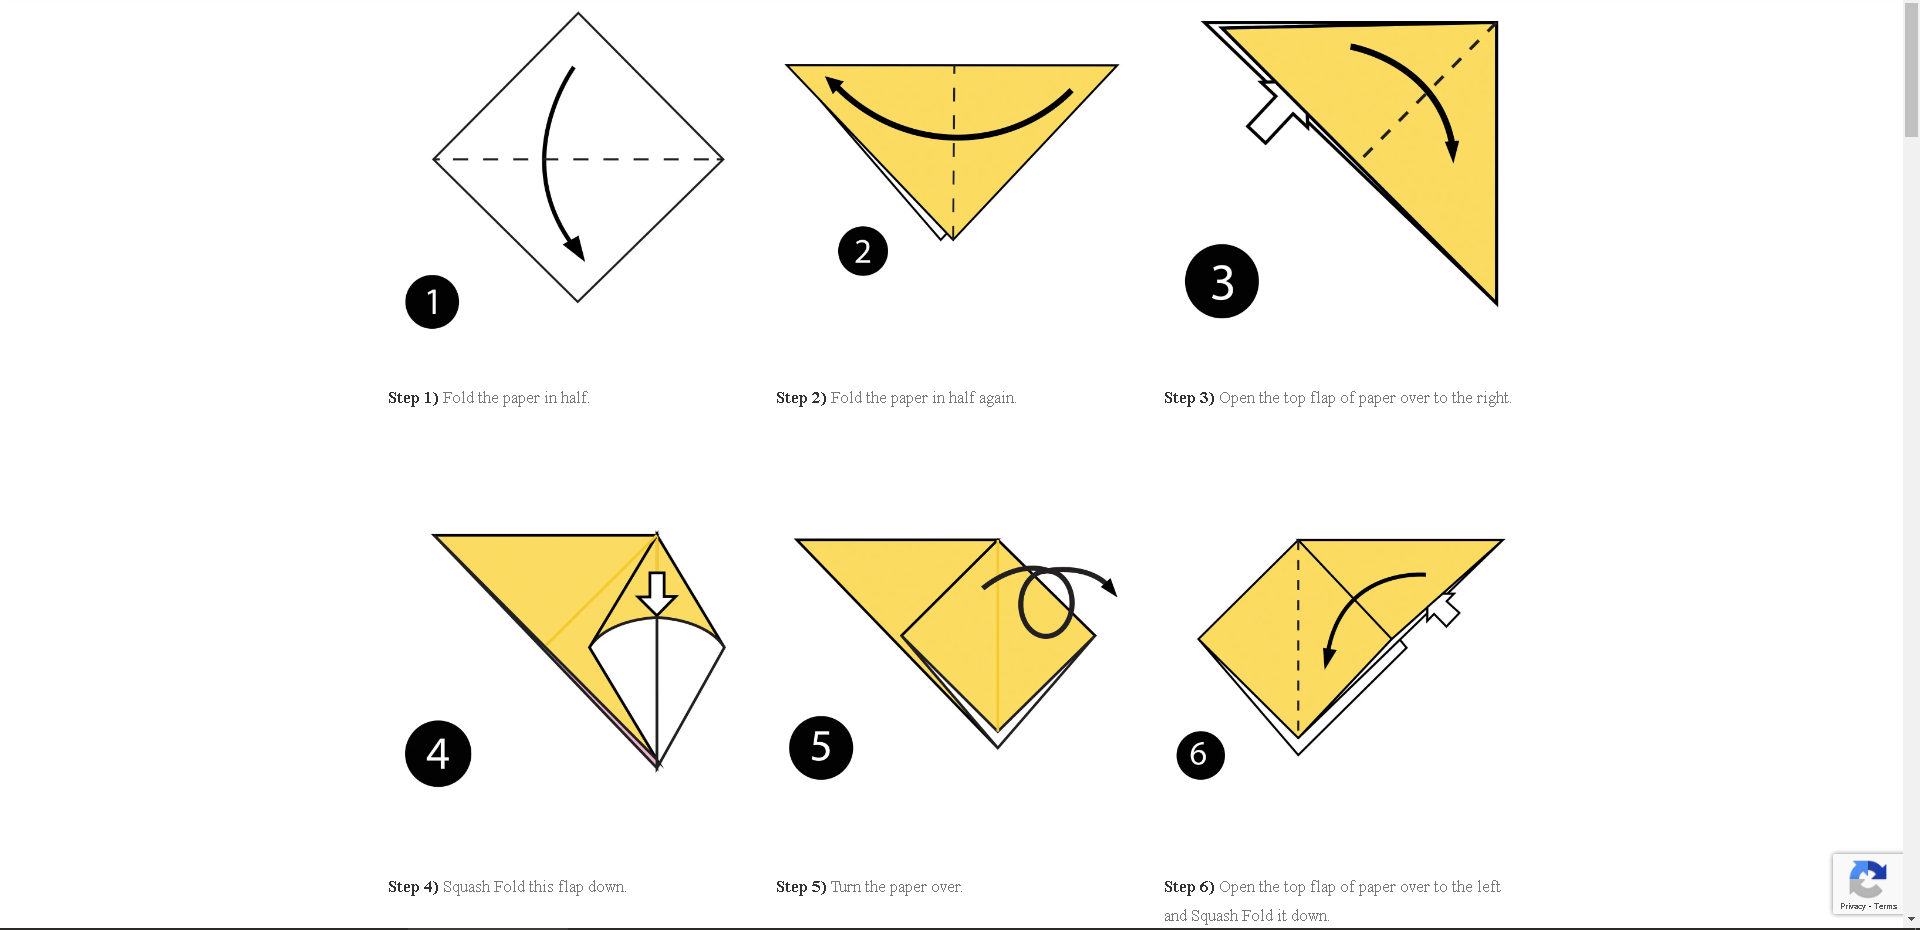 1
2
3
Step 1) Fold the paper in half.
Step 2) Fold the paper in half again.
Step 3) Open the top flap of paper over to the right.
4
5
6
Step 4) Squash Fold this flap down.
Step 5) Turn the paper over.
Step 6) Open the top flap of paper over to the left
and Squash Fold it down.
Privacy - Terms